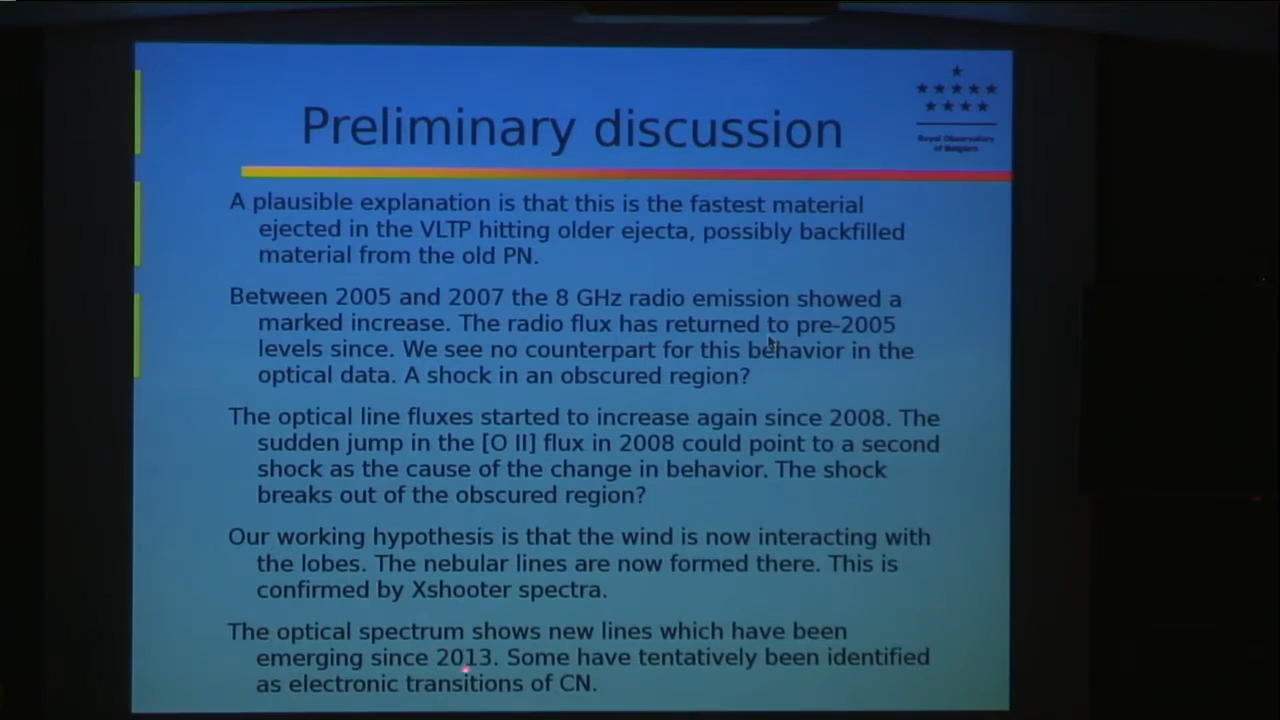 Preliminary discussion
Royal Observatory
of Belgium
A plausible explanation is that this is the fastest material
ejected in the VLTP hitting older ejecta, possibly backfilled
material from the old PN.
Between 2005 and 2007 the 8 GHz radio emission showed a
marked increase. The radio flux has returned to pre-2005
levels since. We see no counterpart for this behavior in the
optical data. A shock in an obscured region?
The optical line fluxes started to increase again since 2008. The
sudden jump in the [O II] flux in 2008 could point to a second
shock as the cause of the change in behavior. The shock
breaks out of the obscured region?
Our working hypothesis is that the wind is now interacting with
the lobes. The nebular lines are now formed there. This is
confirmed by Xshooter spectra.
The optical spectrum shows new lines which have been
emerging since 2013. Some have tentatively been identified
as electronic transitions of CN.